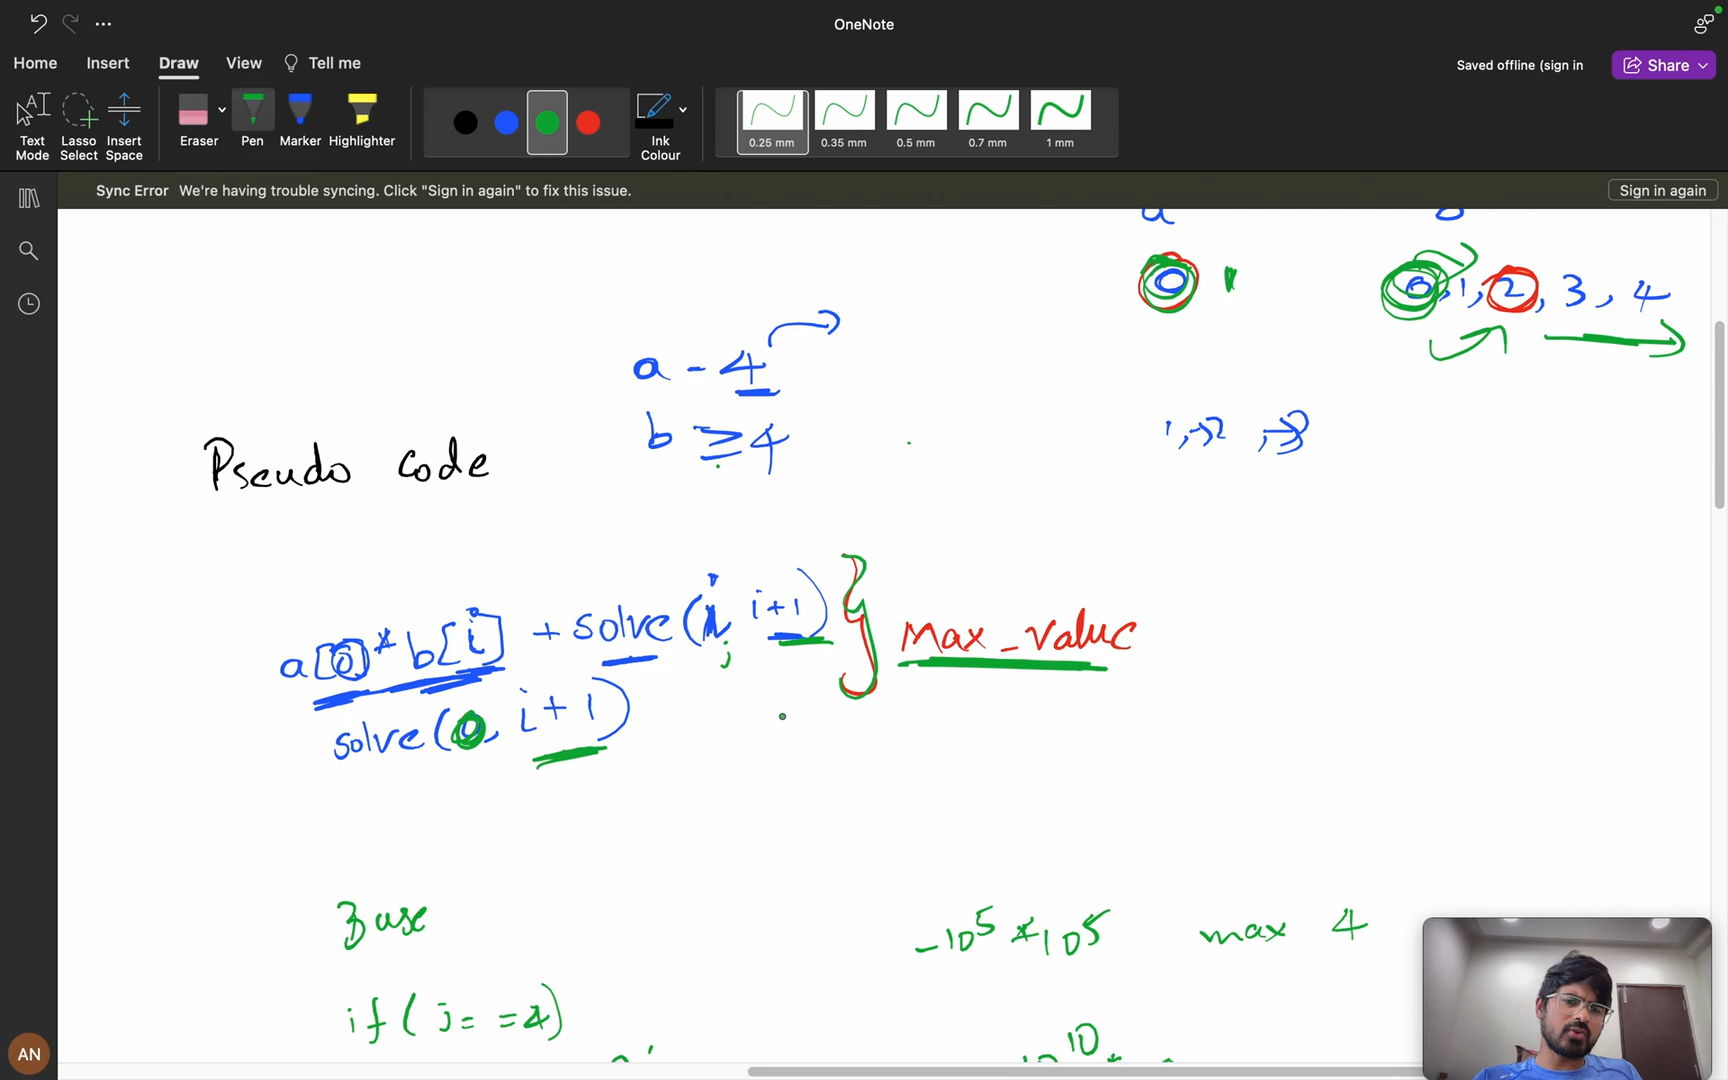 OneNote
Home Insert Draw View Tell me
Saved offline (sign in
Share
Text Mode
Lasso Select
Insert Space
Eraser
Pen
Marker
Highlighter
Ink Colour
0.25 mm
0.35 mm
0.5 mm
0.7 mm
1 mm
Sync Error We're having trouble syncing. Click "Sign in again" to fix this issue.
Sign in again
a b
0 0, 1, 2, 3, 4
a - 4
b ≥ 4
Pseudo code
a[0] * b[i] + solve( , i+1)
Max_value
solve(0, i+1)
Base
-10^5 * 10^5 max 4
if( j==4)
10^10 *
AN